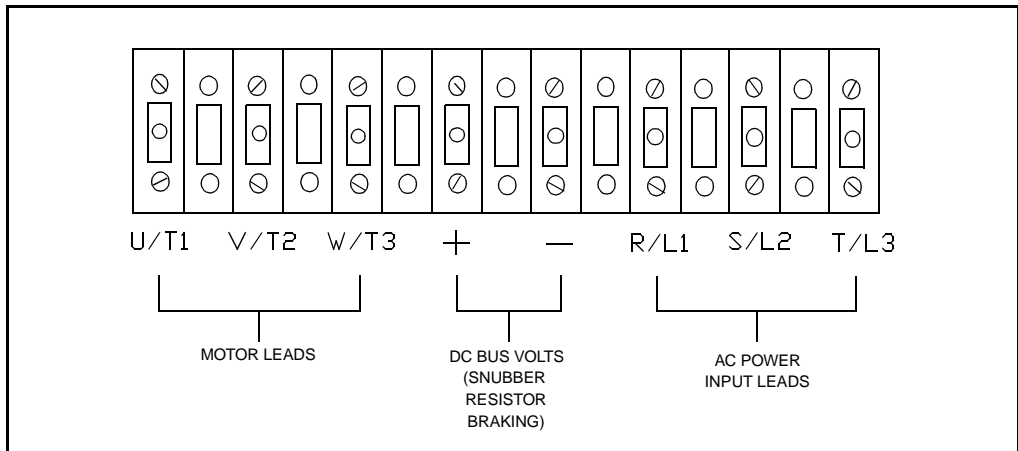 U/T1 V/T2 W/T3 + — R/L1 S/L2 T/L3
MOTOR LEADS
DC BUS VOLTS
(SNUBBER
RESISTOR
BRAKING)
AC POWER
INPUT LEADS